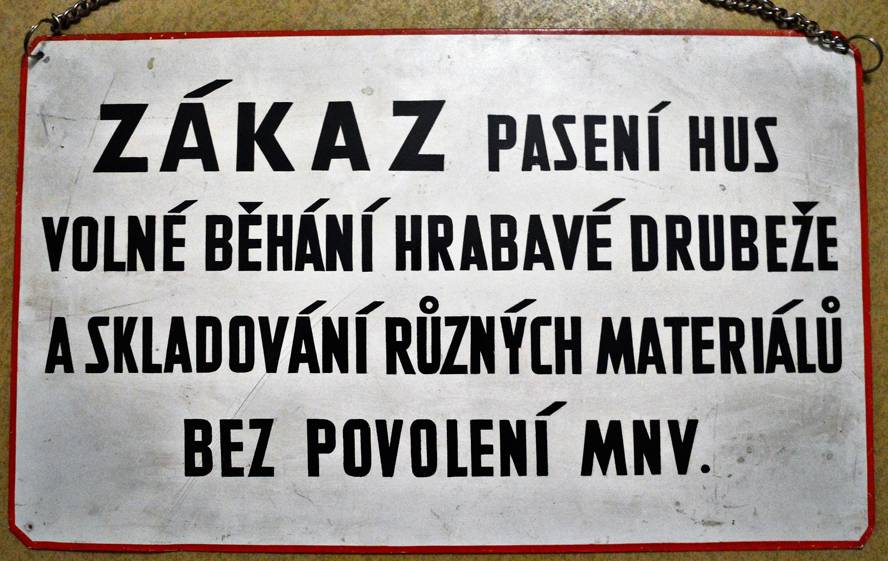 ZÁKAZ PASENÍ HUS
VOLNÉ BĚHÁNÍ HRABAVÉ DRUBEŽE
A SKLADOVÁNÍ RŮZNÝCH MATERIÁLŮ
BEZ POVOLENÍ MNV.